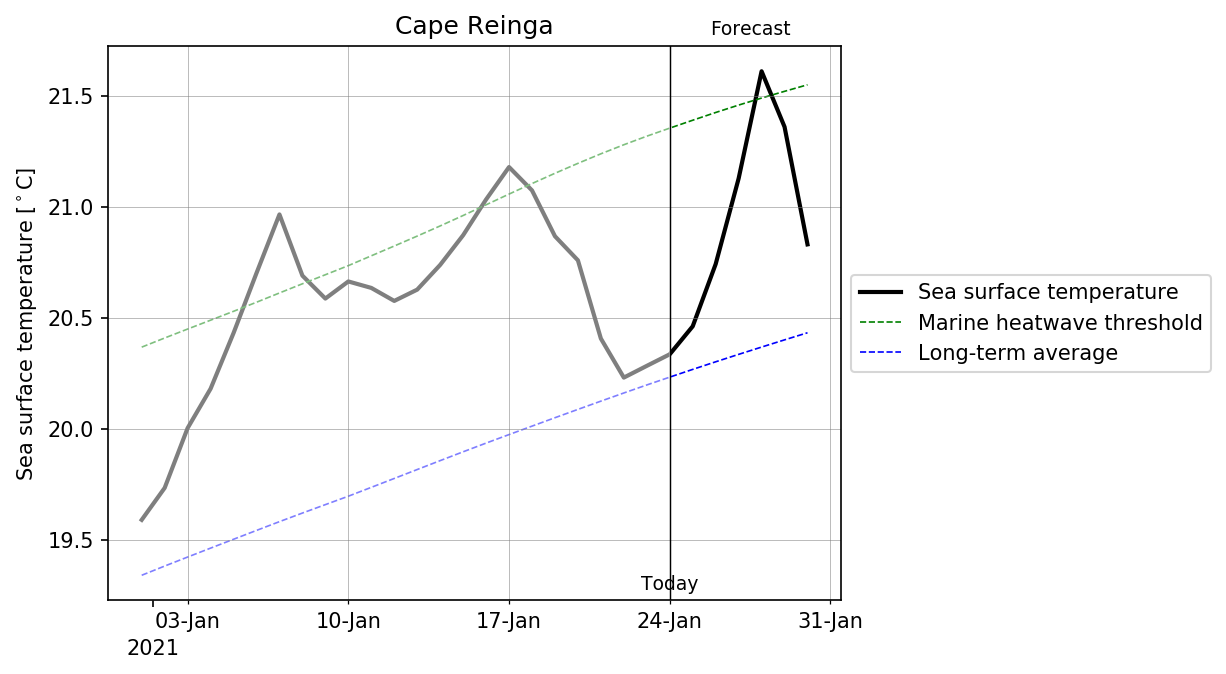 Cape Reinga
Forecast
Sea surface temperature [°C]
21.5
21.0
20.5
20.0
19.5
Today
03-Jan
10-Jan
17-Jan
24-Jan
31-Jan
2021
Sea surface temperature
Marine heatwave threshold
Long-term average